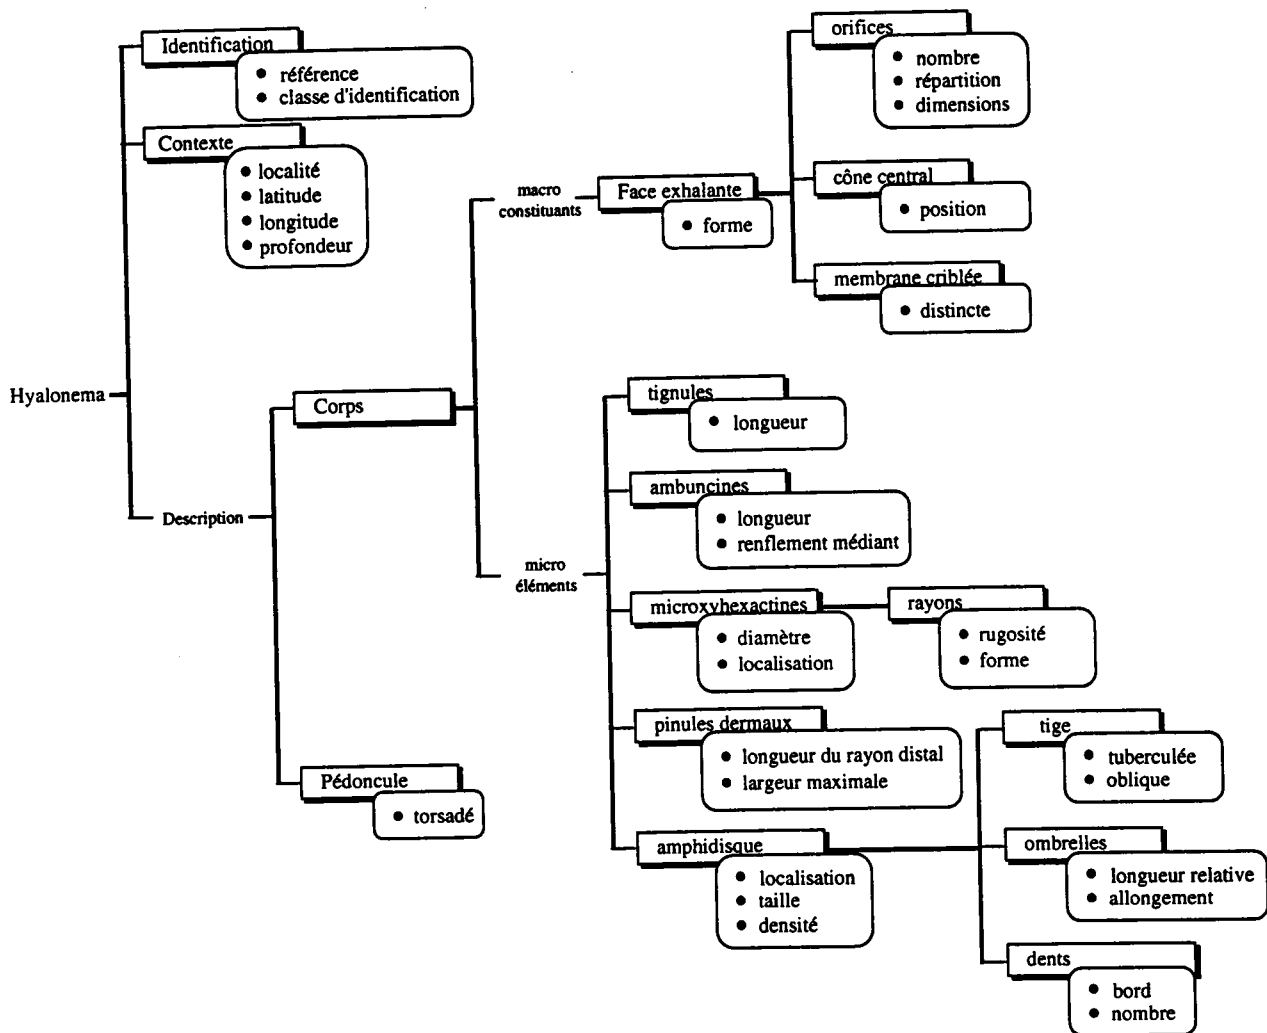 Identification
• référence
• classe d'identification
Contexte
• localité
• latitude
• longitude
• profondeur
Hyalonema
Description
Corps
Pédoncule
• torsadé
macro
constituants
Face exhalante
• forme
orifices
• nombre
• répartition
• dimensions
cône central
• position
membrane criblée
• distincte
micro
éléments
tignules
• longueur
ambuncines
• longueur
• renflement médiant
microxyhexactines
• diamètre
• localisation
rayons
• rugosité
• forme
pinules dermaux
• longueur du rayon distal
• largeur maximale
amphidisque
• localisation
• taille
• densité
tige
• tuberculée
• oblique
ombrelles
• longueur relative
• allongement
dents
• bord
• nombre